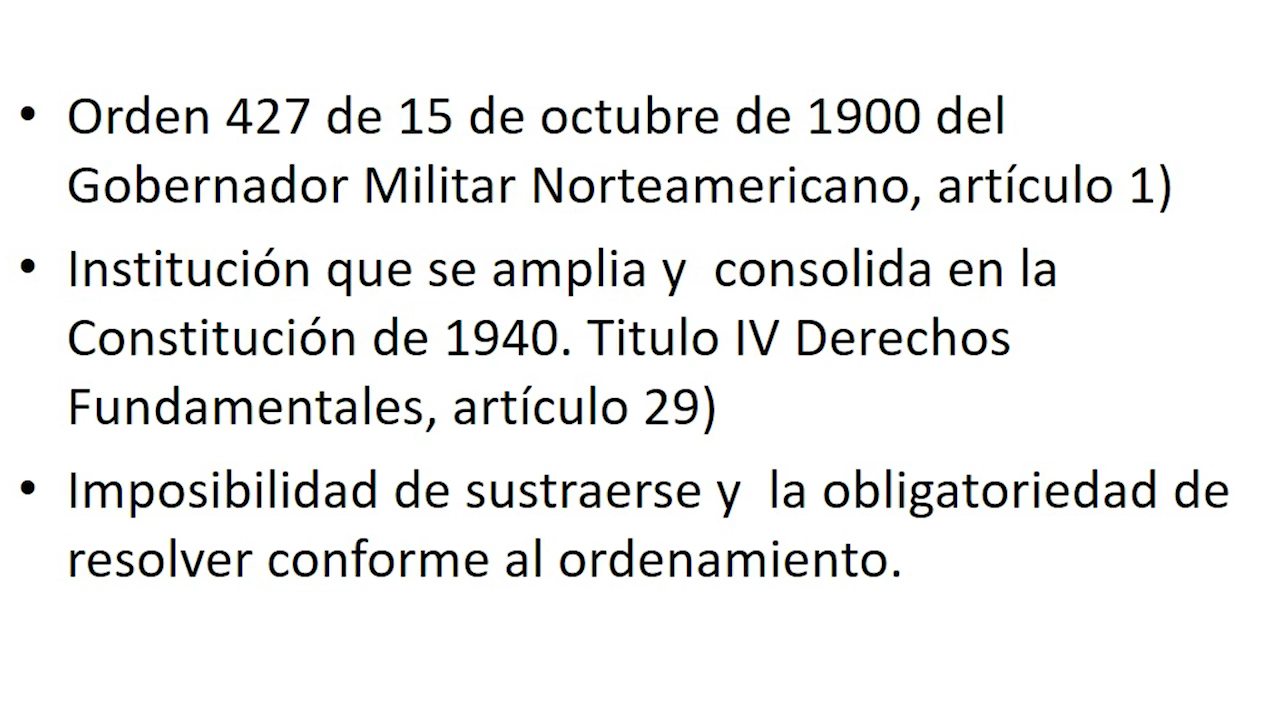 • Orden 427 de 15 de octubre de 1900 del
Gobernador Militar Norteamericano, artículo 1)
• Institución que se amplia y  consolida en la
Constitución de 1940. Titulo IV Derechos
Fundamentales, artículo 29)
• Imposibilidad de sustraerse y  la obligatoriedad de
resolver conforme al ordenamiento.